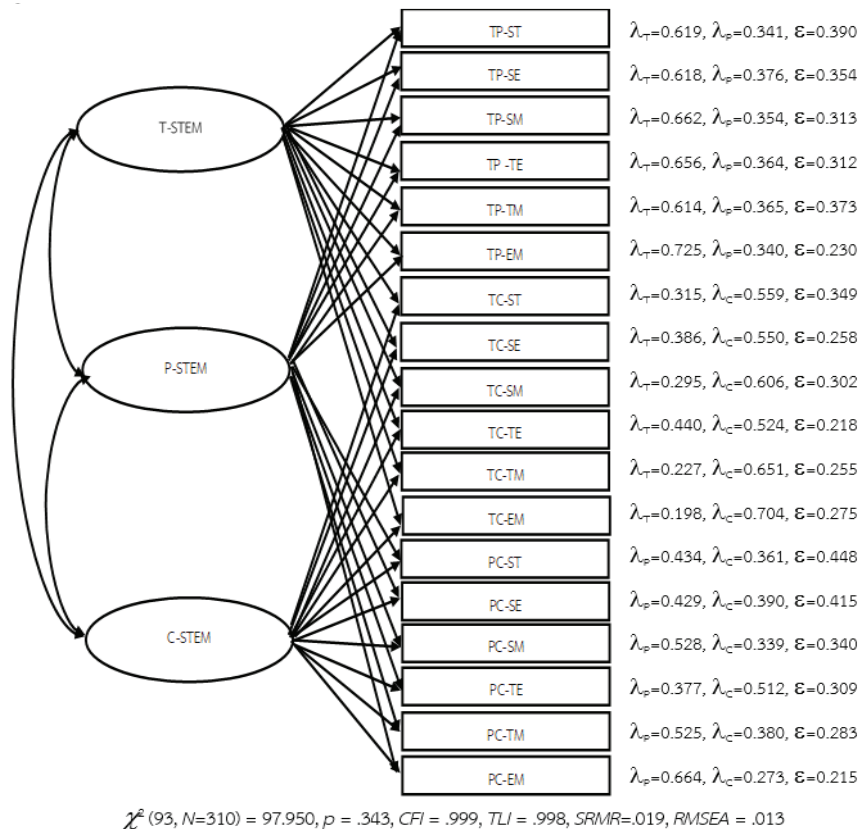 TP-ST λT=0.619, λP=0.341, ε=0.390
TP-SE λT=0.618, λP=0.376, ε=0.354
T-STEM
TP-SM λT=0.662, λP=0.354, ε=0.313
TP -TE λT=0.656, λP=0.364, ε=0.312
TP-TM λT=0.614, λP=0.365, ε=0.373
TP-EM λT=0.725, λP=0.340, ε=0.230
TC-ST λT=0.315, λC=0.559, ε=0.349
TC-SE λT=0.386, λC=0.550, ε=0.258
P-STEM
TC-SM λT=0.295, λC=0.606, ε=0.302
TC-TE λT=0.440, λC=0.524, ε=0.218
TC-TM λT=0.227, λC=0.651, ε=0.255
TC-EM λT=0.198, λC=0.704, ε=0.275
PC-ST λP=0.434, λC=0.361, ε=0.448
PC-SE λP=0.429, λC=0.390, ε=0.415
C-STEM
PC-SM λP=0.528, λC=0.339, ε=0.340
PC-TE λP=0.377, λC=0.512, ε=0.309
PC-TM λP=0.525, λC=0.380, ε=0.283
PC-EM λP=0.664, λC=0.273, ε=0.215
χ² (93, N=310) = 97.950, p = .343, CFI = .999, TLI = .998, SRMR=.019, RMSEA = .013